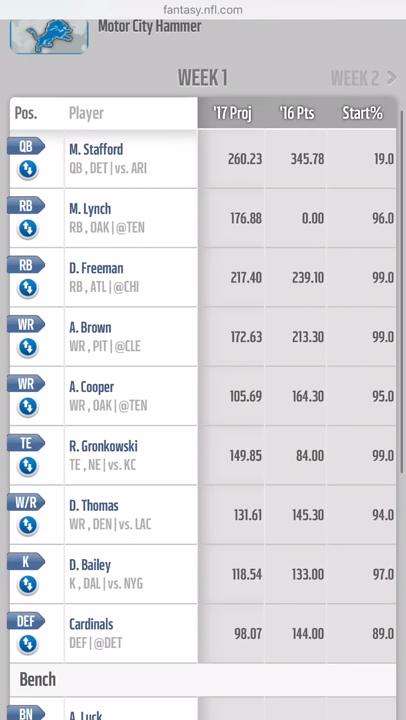 fantasy.nfl.com
Motor City Hammer
WEEK 1 WEEK 2
Pos. Player '17 Proj '16 Pts Start%
QB M. Stafford 260.23 345.78 19.0
QB, DET | vs. ARI
RB M. Lynch 176.88 0.00 96.0
RB, OAK | @TEN
RB D. Freeman 217.40 239.10 99.0
RB, ATL | @CHI
WR A. Brown 172.63 213.30 99.0
WR, PIT | @CLE
WR A. Cooper 105.69 164.30 95.0
WR, OAK | @TEN
TE R. Gronkowski 149.85 84.00 99.0
TE, NE | vs. KC
W/R D. Thomas 131.61 145.30 94.0
WR, DEN | vs. LAC
K D. Bailey 118.54 133.00 97.0
K, DAL | vs. NYG
DEF Cardinals 98.07 144.00 89.0
DEF | @DET
Bench
BN A. Luck